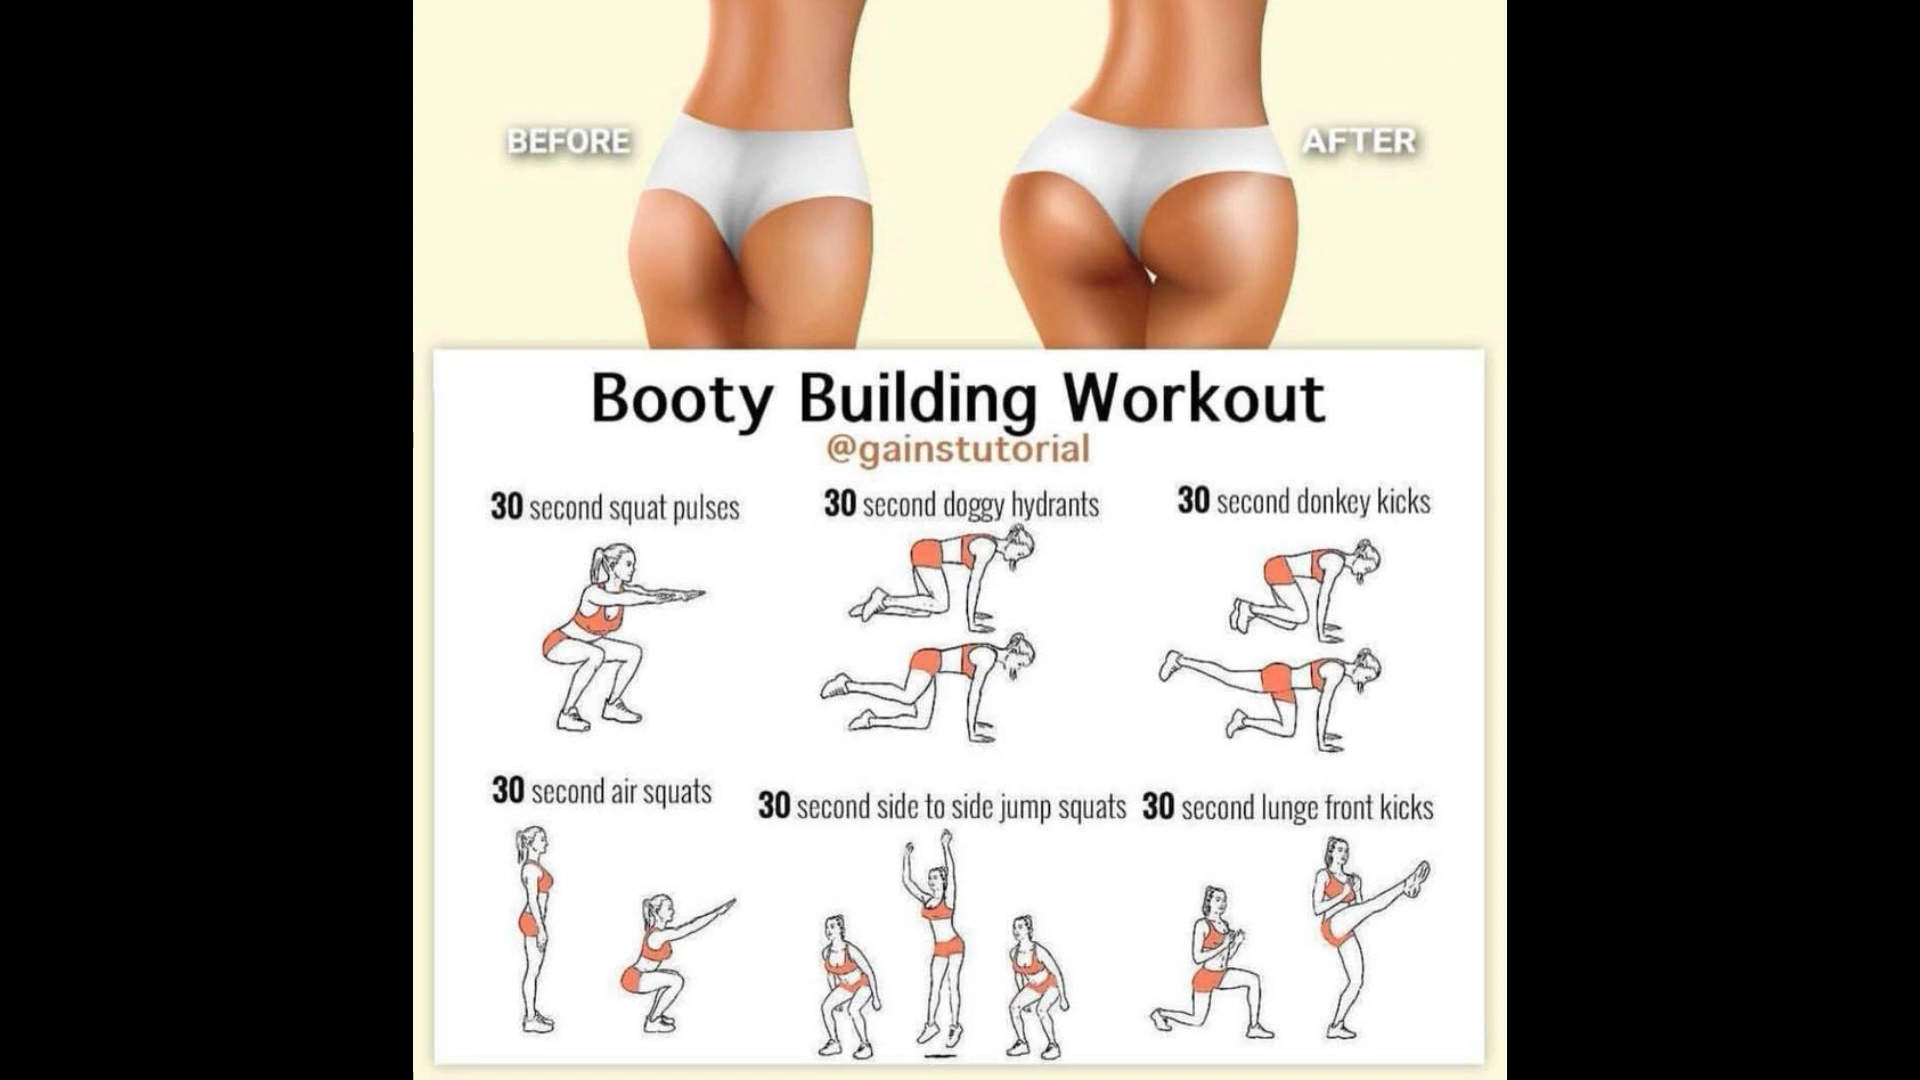 BEFORE
AFTER
Booty Building Workout
@gainstutorial
30 second squat pulses
30 second doggy hydrants
30 second donkey kicks
30 second air squats
30 second side to side jump squats
30 second lunge front kicks